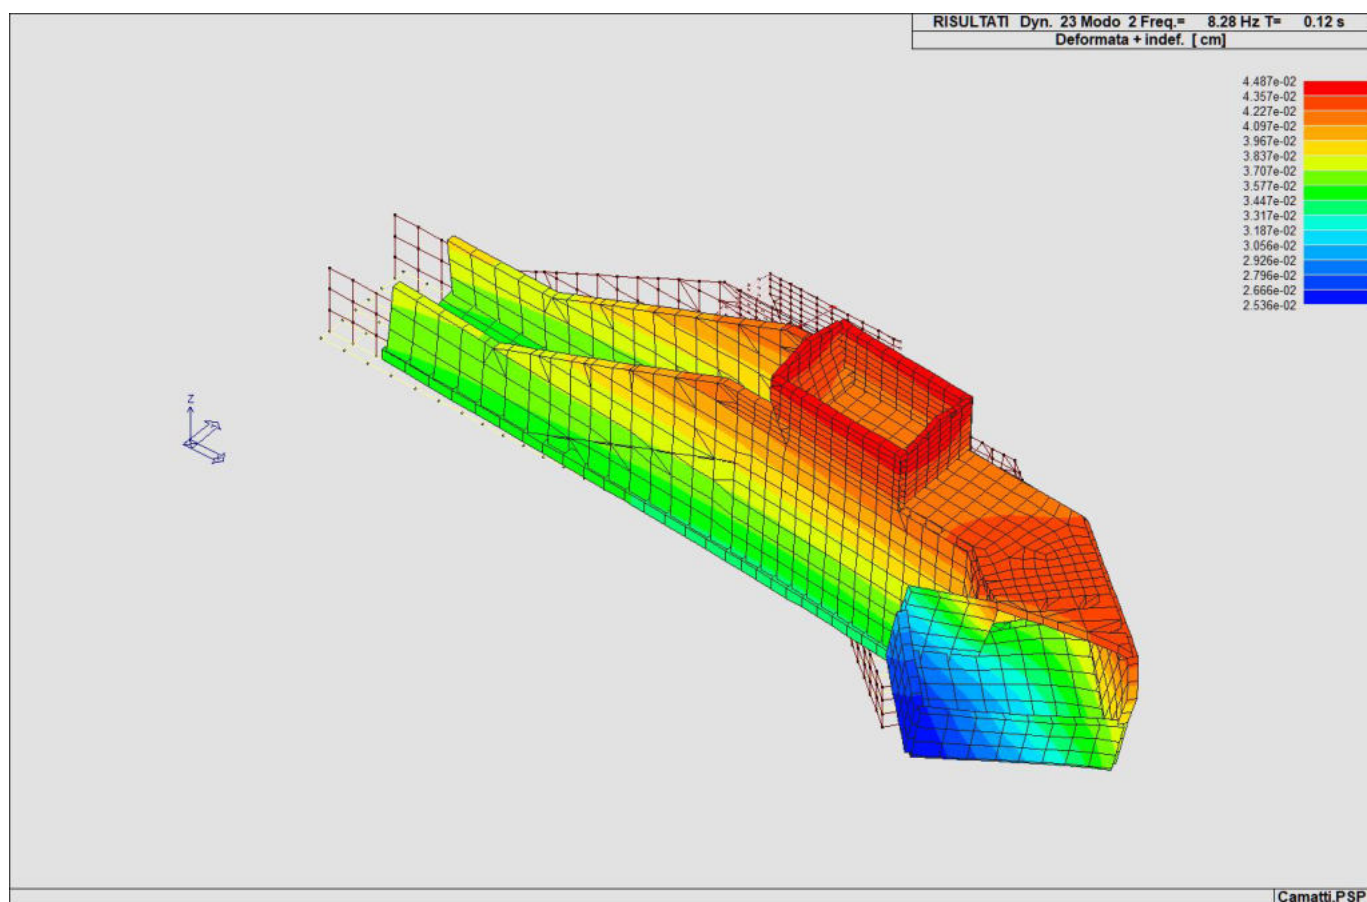 RISULTATI Dyn. 23 Modo 2 Freq.= 8.28 Hz T= 0.12 s
Deformata + indef. [ cm]
4.487e-02
4.357e-02
4.227e-02
4.097e-02
3.967e-02
3.837e-02
3.707e-02
3.577e-02
3.447e-02
3.317e-02
3.187e-02
3.056e-02
2.926e-02
2.796e-02
2.666e-02
2.536e-02
Z
Camatti.PSP